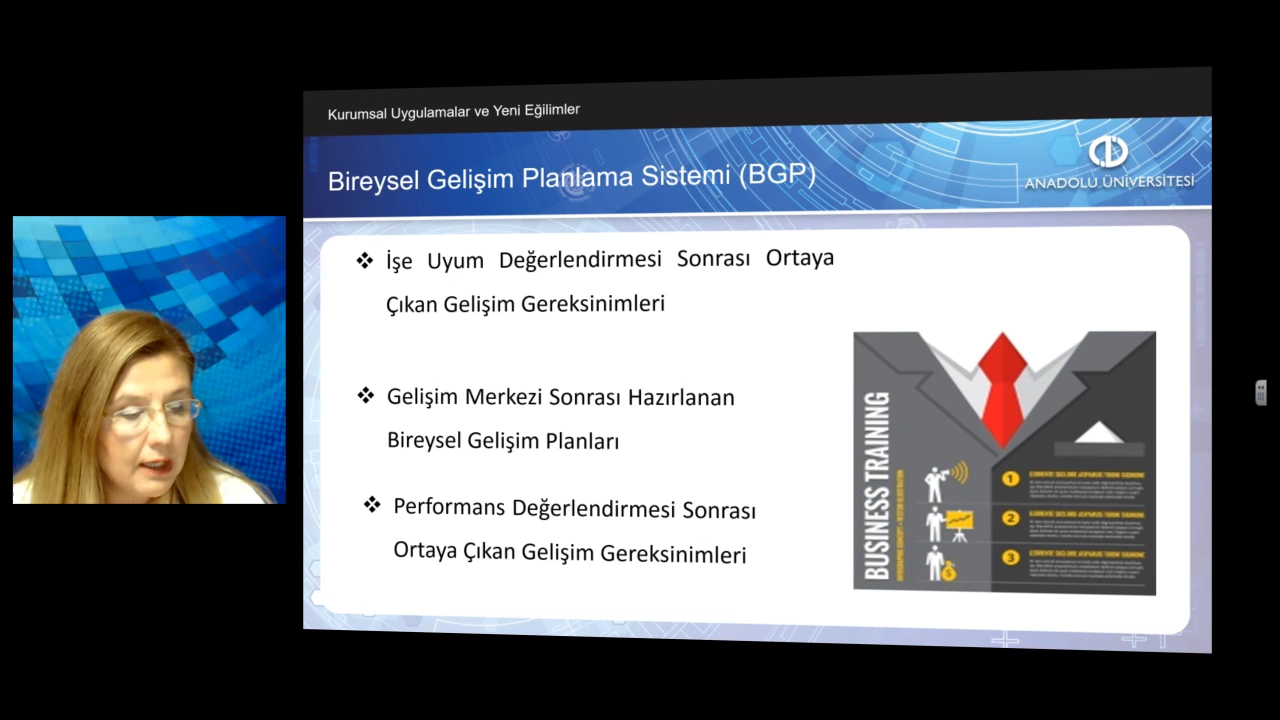 Kurumsal Uygulamalar ve Yeni Eğilimler
Bireysel Gelişim Planlama Sistemi (BGP)
ANADOLU ÜNİVERSİTESİ
❖ İşe Uyum Değerlendirmesi Sonrası Ortaya
Çıkan Gelişim Gereksinimleri
❖ Gelişim Merkezi Sonrası Hazırlanan
Bireysel Gelişim Planları
❖ Performans Değerlendirmesi Sonrası
Ortaya Çıkan Gelişim Gereksinimleri
BUSINESS TRAINING
1
2
3